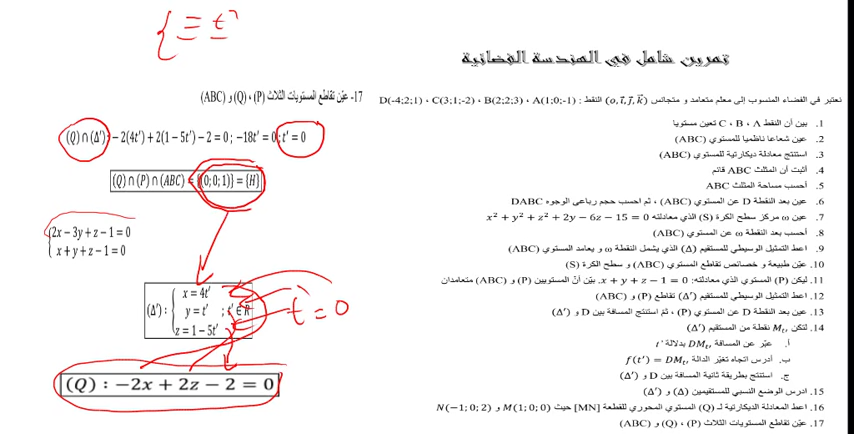 تمرين شامل في الهندسة الفضائية
نعتبر في الفضاء المنسوب إلى معلم متعامد و متجانس (o, i⃗, j⃗, k⃗) النقط : A(1;0;-1) ، B(2;2;3) ، C(3;1;-2) ، D(-4;2;1)
1. بين أن النقط A ، B ، C تعين مستويا
2. عين شعاعا ناظميا للمستوي (ABC)
3. استنتج معادلة ديكارتية للمستوي (ABC)
4. أثبت أن المثلث ABC قائم
5. أحسب مساحة المثلث ABC
6. عين بعد النقطة D عن المستوي (ABC) ، ثم احسب حجم رباعي الوجوه DABC
7. عين ω مركز سطح الكرة (S) الذي معادلته x² + y² + z² + 2y − 6z − 15 = 0
8. أحسب بعد النقطة ω عن المستوي (ABC)
9. اعط التمثيل الوسيطي للمستقيم (Δ) الذي يشمل النقطة ω و يعامد المستوي (ABC)
10. عيّن طبيعة و خصائص تقاطع المستوي (ABC) و سطح الكرة (S)
11. ليكن (P) المستوي الذي معادلته: x + y + z − 1 = 0. بيّن أنّ المستويين (P) و (ABC) متعامدان
12. اعط التمثيل الوسيطي للمستقيم (Δ') تقاطع (P) و (ABC)
13. عين بعد النقطة D عن المستوي (P) ، ثم استنتج المسافة بين D و (Δ')
14. لتكن M_t' نقطة من المستقيم (Δ')
أ. عبّر عن المسافة DM_t' بدلالة t'
ب. أدرس اتجاه تغيّر الدالة f(t') = DM_t'
ج. استنتج بطريقة ثانية المسافة بين D و (Δ')
15. ادرس الوضع النسبي للمستقيمين (Δ) و (Δ')
16. اعط المعادلة الديكارتية لـ (Q) المستوي المحوري للقطعة [MN] حيث M(1; 0; 0) و N(−1; 0; 2)
17. عيّن تقاطع المستويات الثلاث (P) ، (Q) و (ABC)
{ t'
17- عيّن تقاطع المستويات الثلاث (P) ، (Q) و (ABC)
(Q) ∩ (Δ') : −2(4t') + 2(1 − 5t') − 2 = 0 ; −18t' = 0 ; t' = 0
(Q) ∩ (P) ∩ (ABC) = {(0; 0; 1)} = {H}
{ 2x − 3y + z − 1 = 0
x + y + z − 1 = 0
(Δ') : { x = 4t'
y = t' ; t' ∈ R
z = 1 − 5t'
t' = 0
(Q) : −2x + 2z − 2 = 0